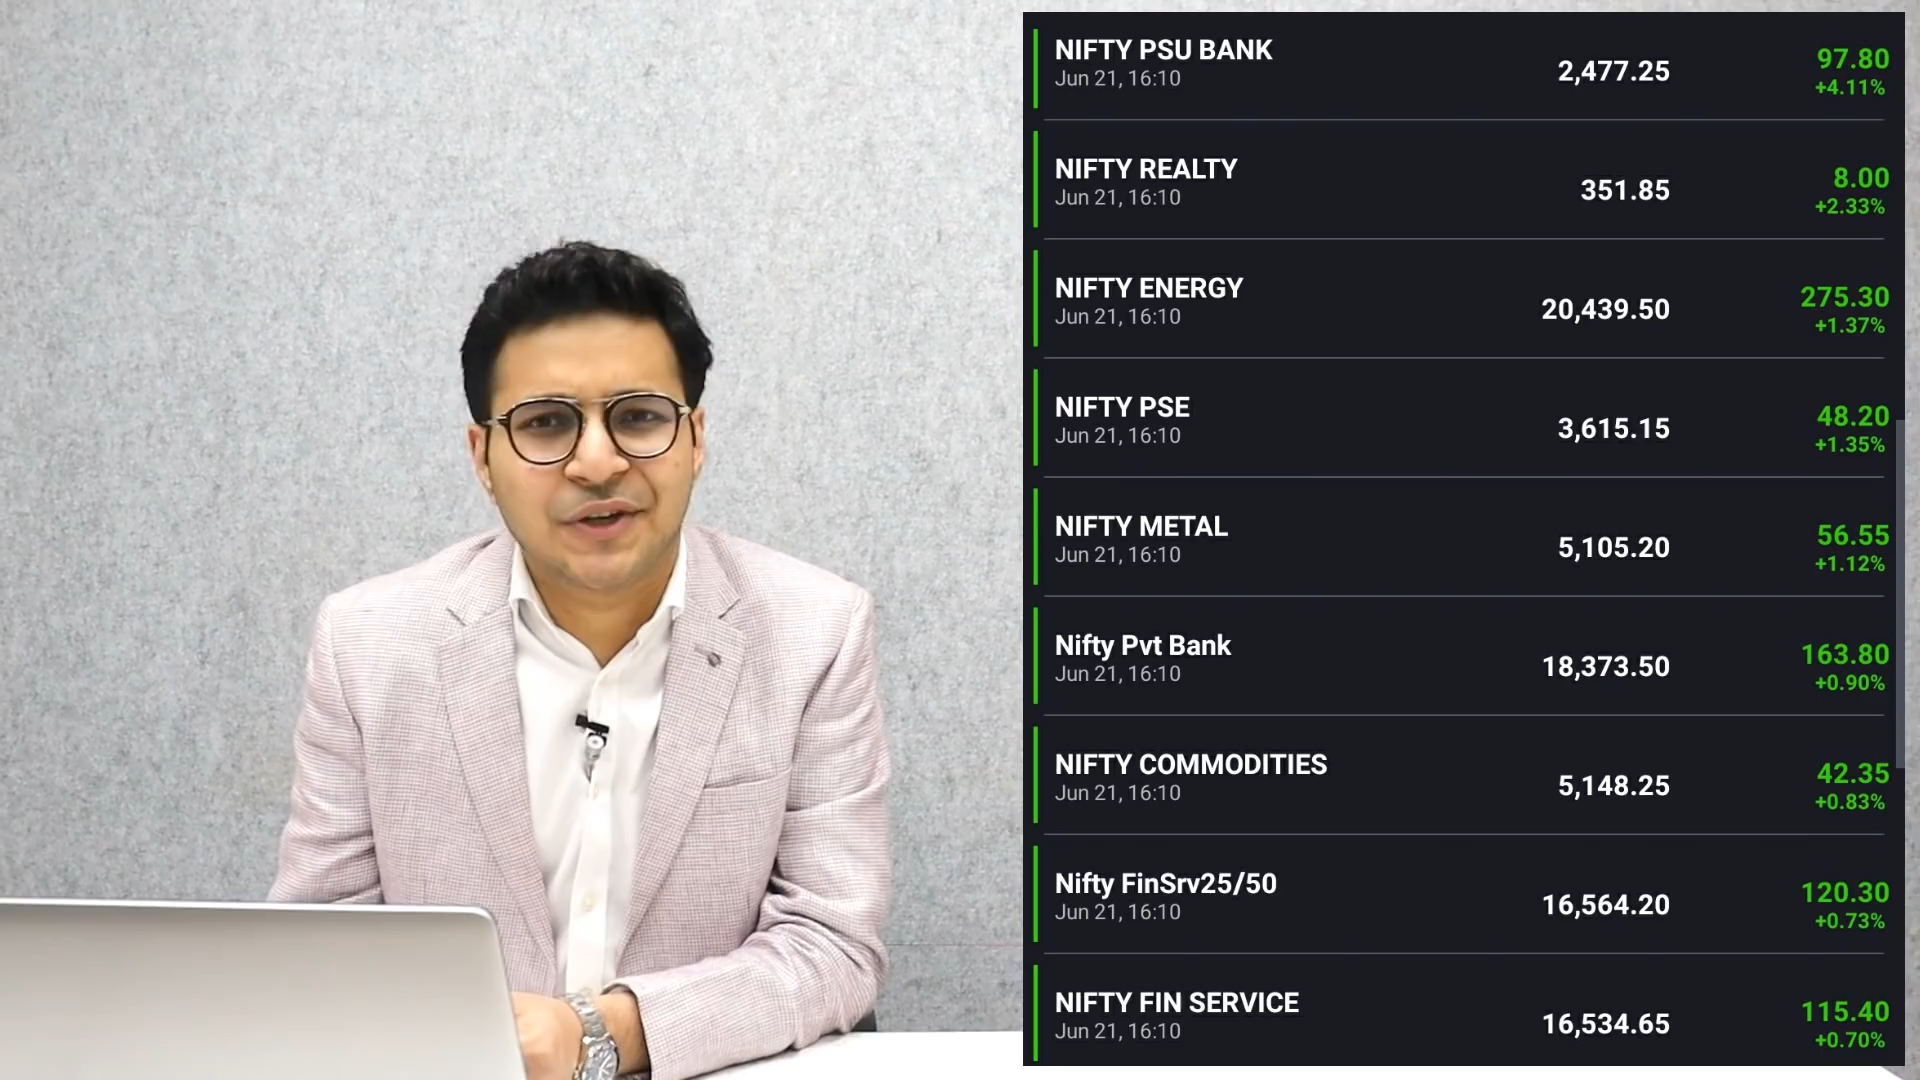 NIFTY PSU BANK
Jun 21, 16:10
2,477.25
97.80
+4.11%
NIFTY REALTY
Jun 21, 16:10
351.85
8.00
+2.33%
NIFTY ENERGY
Jun 21, 16:10
20,439.50
275.30
+1.37%
NIFTY PSE
Jun 21, 16:10
3,615.15
48.20
+1.35%
NIFTY METAL
Jun 21, 16:10
5,105.20
56.55
+1.12%
Nifty Pvt Bank
Jun 21, 16:10
18,373.50
163.80
+0.90%
NIFTY COMMODITIES
Jun 21, 16:10
5,148.25
42.35
+0.83%
Nifty FinSrv25/50
Jun 21, 16:10
16,564.20
120.30
+0.73%
NIFTY FIN SERVICE
Jun 21, 16:10
16,534.65
115.40
+0.70%